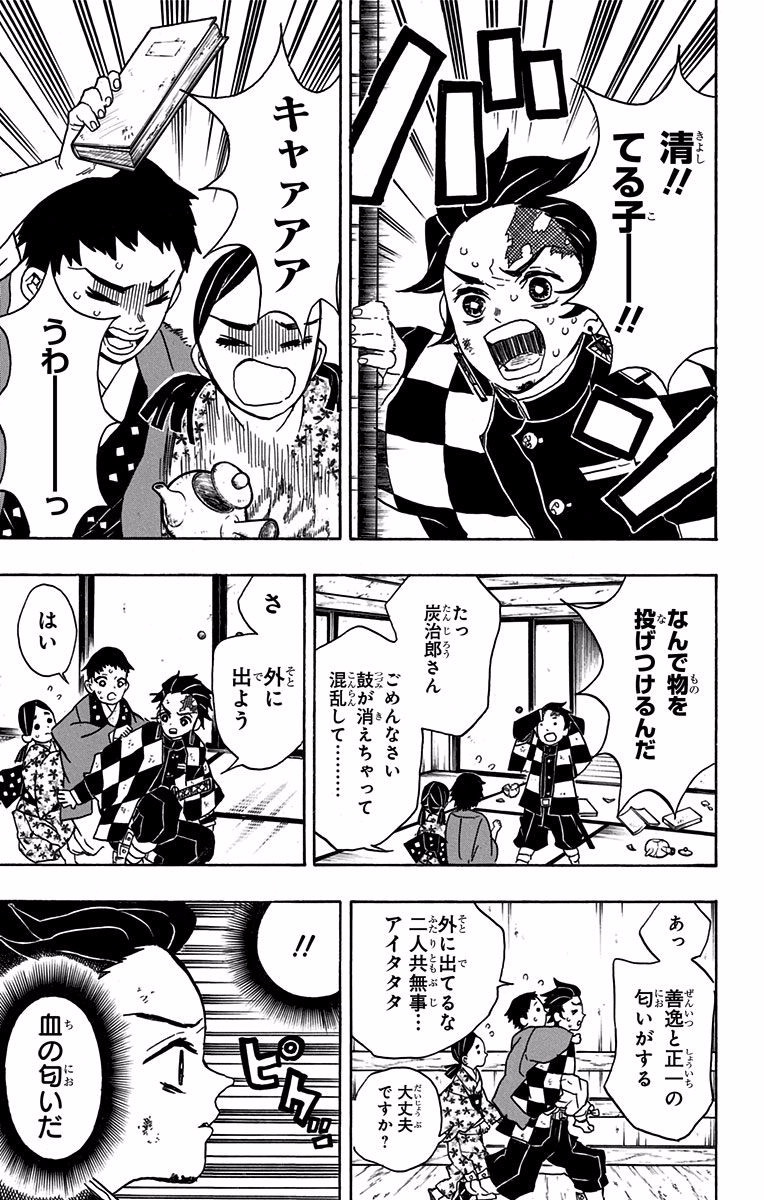 清!!
てる子——!!
キャアアア
うわ———っ
なんで物を
投げつけるんだ
たっ
炭治郎さん
ごめんなさい
鼓が消えちゃって
混乱して………
さ
外に
出よう
はい
あっ
善逸と正一の
匂いがする
外に出てるな
二人共無事…
アイタタタ
大丈夫
ですか?
!!
ピクッ
血の匂いだ